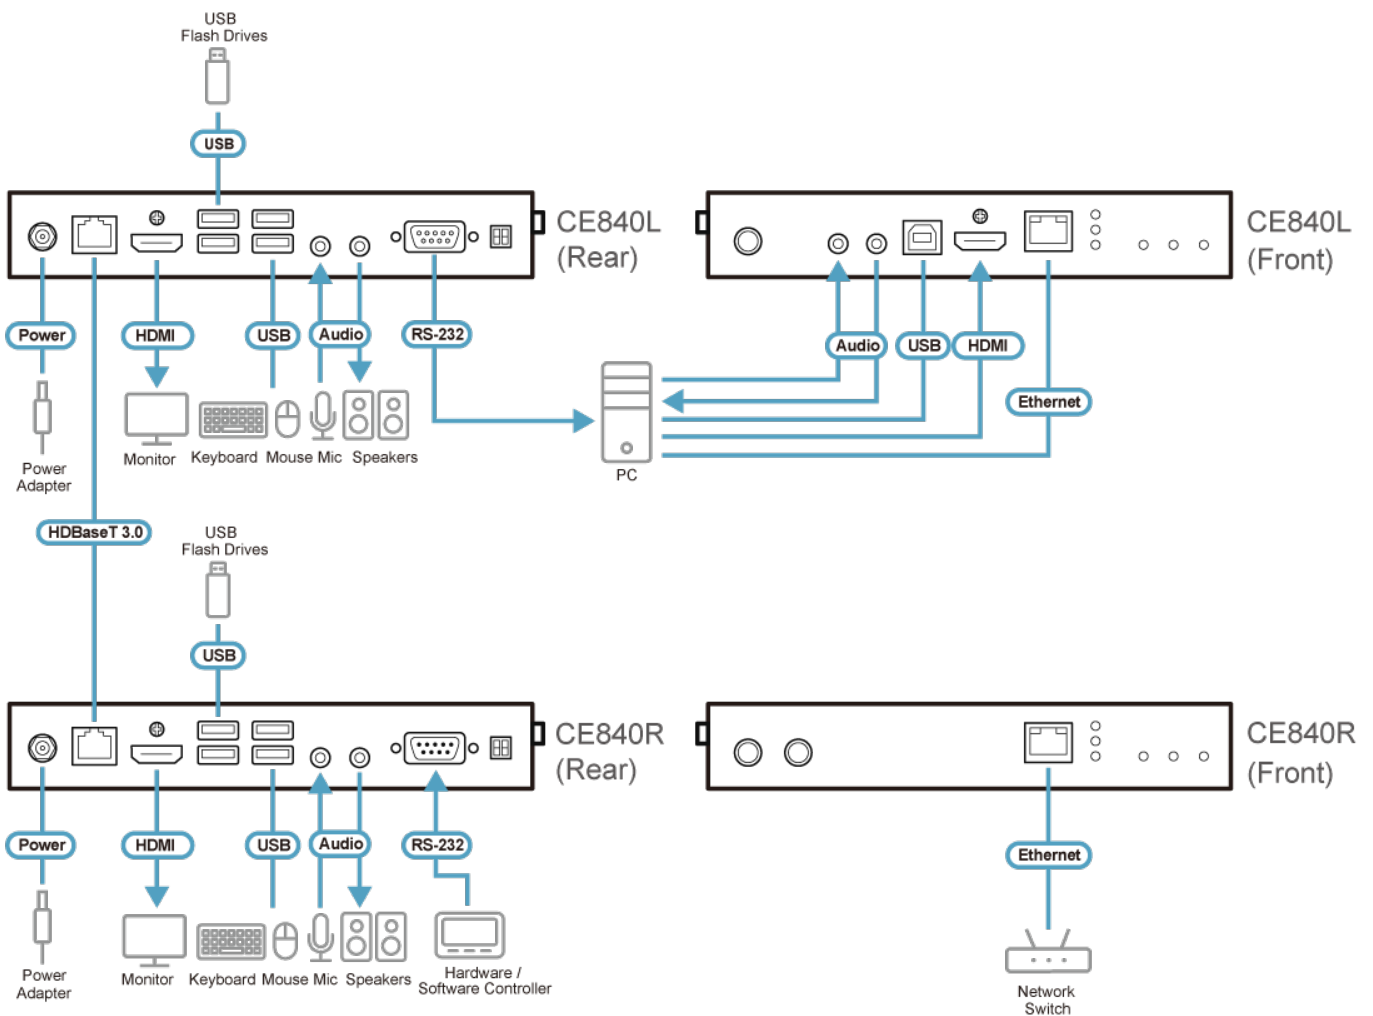 USB
Flash Drives
USB
CE840L
(Rear)
CE840L
(Front)
Power
HDMI
USB
Audio
RS-232
Audio
USB
HDMI
Ethernet
Monitor
Keyboard
Mouse
Mic
Speakers
Power
Adapter
PC
HDBaseT 3.0
USB
Flash Drives
USB
CE840R
(Rear)
CE840R
(Front)
Power
HDMI
USB
Audio
RS-232
Ethernet
Monitor
Keyboard
Mouse
Mic
Speakers
Hardware /
Software Controller
Power
Adapter
Network
Switch